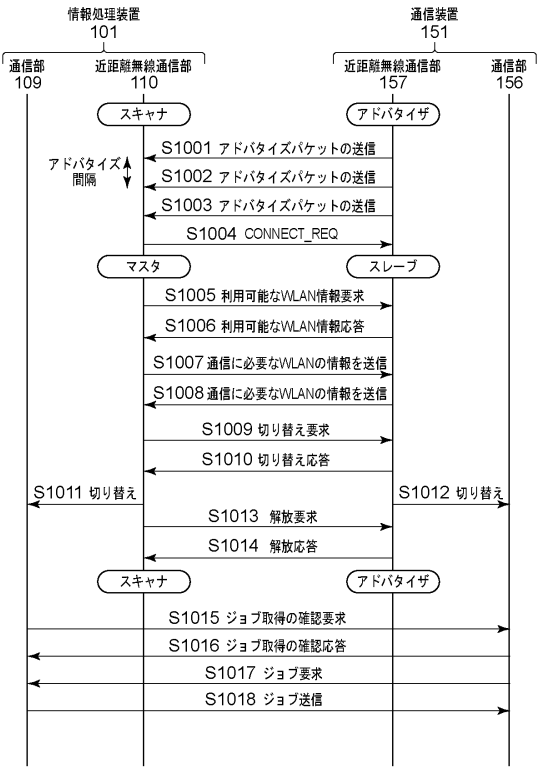 情報処理装置
101
通信装置
151
通信部
109
近距離無線通信部
110
近距離無線通信部
157
通信部
156
スキャナ
アドバタイザ
S1001 アドバタイズパケットの送信
アドバタイズ
間隔
S1002 アドバタイズパケットの送信
S1003 アドバタイズパケットの送信
S1004 CONNECT_REQ
マスタ
スレーブ
S1005 利用可能なWLAN情報要求
S1006 利用可能なWLAN情報応答
S1007 通信に必要なWLANの情報を送信
S1008 通信に必要なWLANの情報を送信
S1009 切り替え要求
S1010 切り替え応答
S1011 切り替え
S1012 切り替え
S1013 解放要求
S1014 解放応答
スキャナ
アドバタイザ
S1015 ジョブ取得の確認要求
S1016 ジョブ取得の確認応答
S1017 ジョブ要求
S1018 ジョブ送信